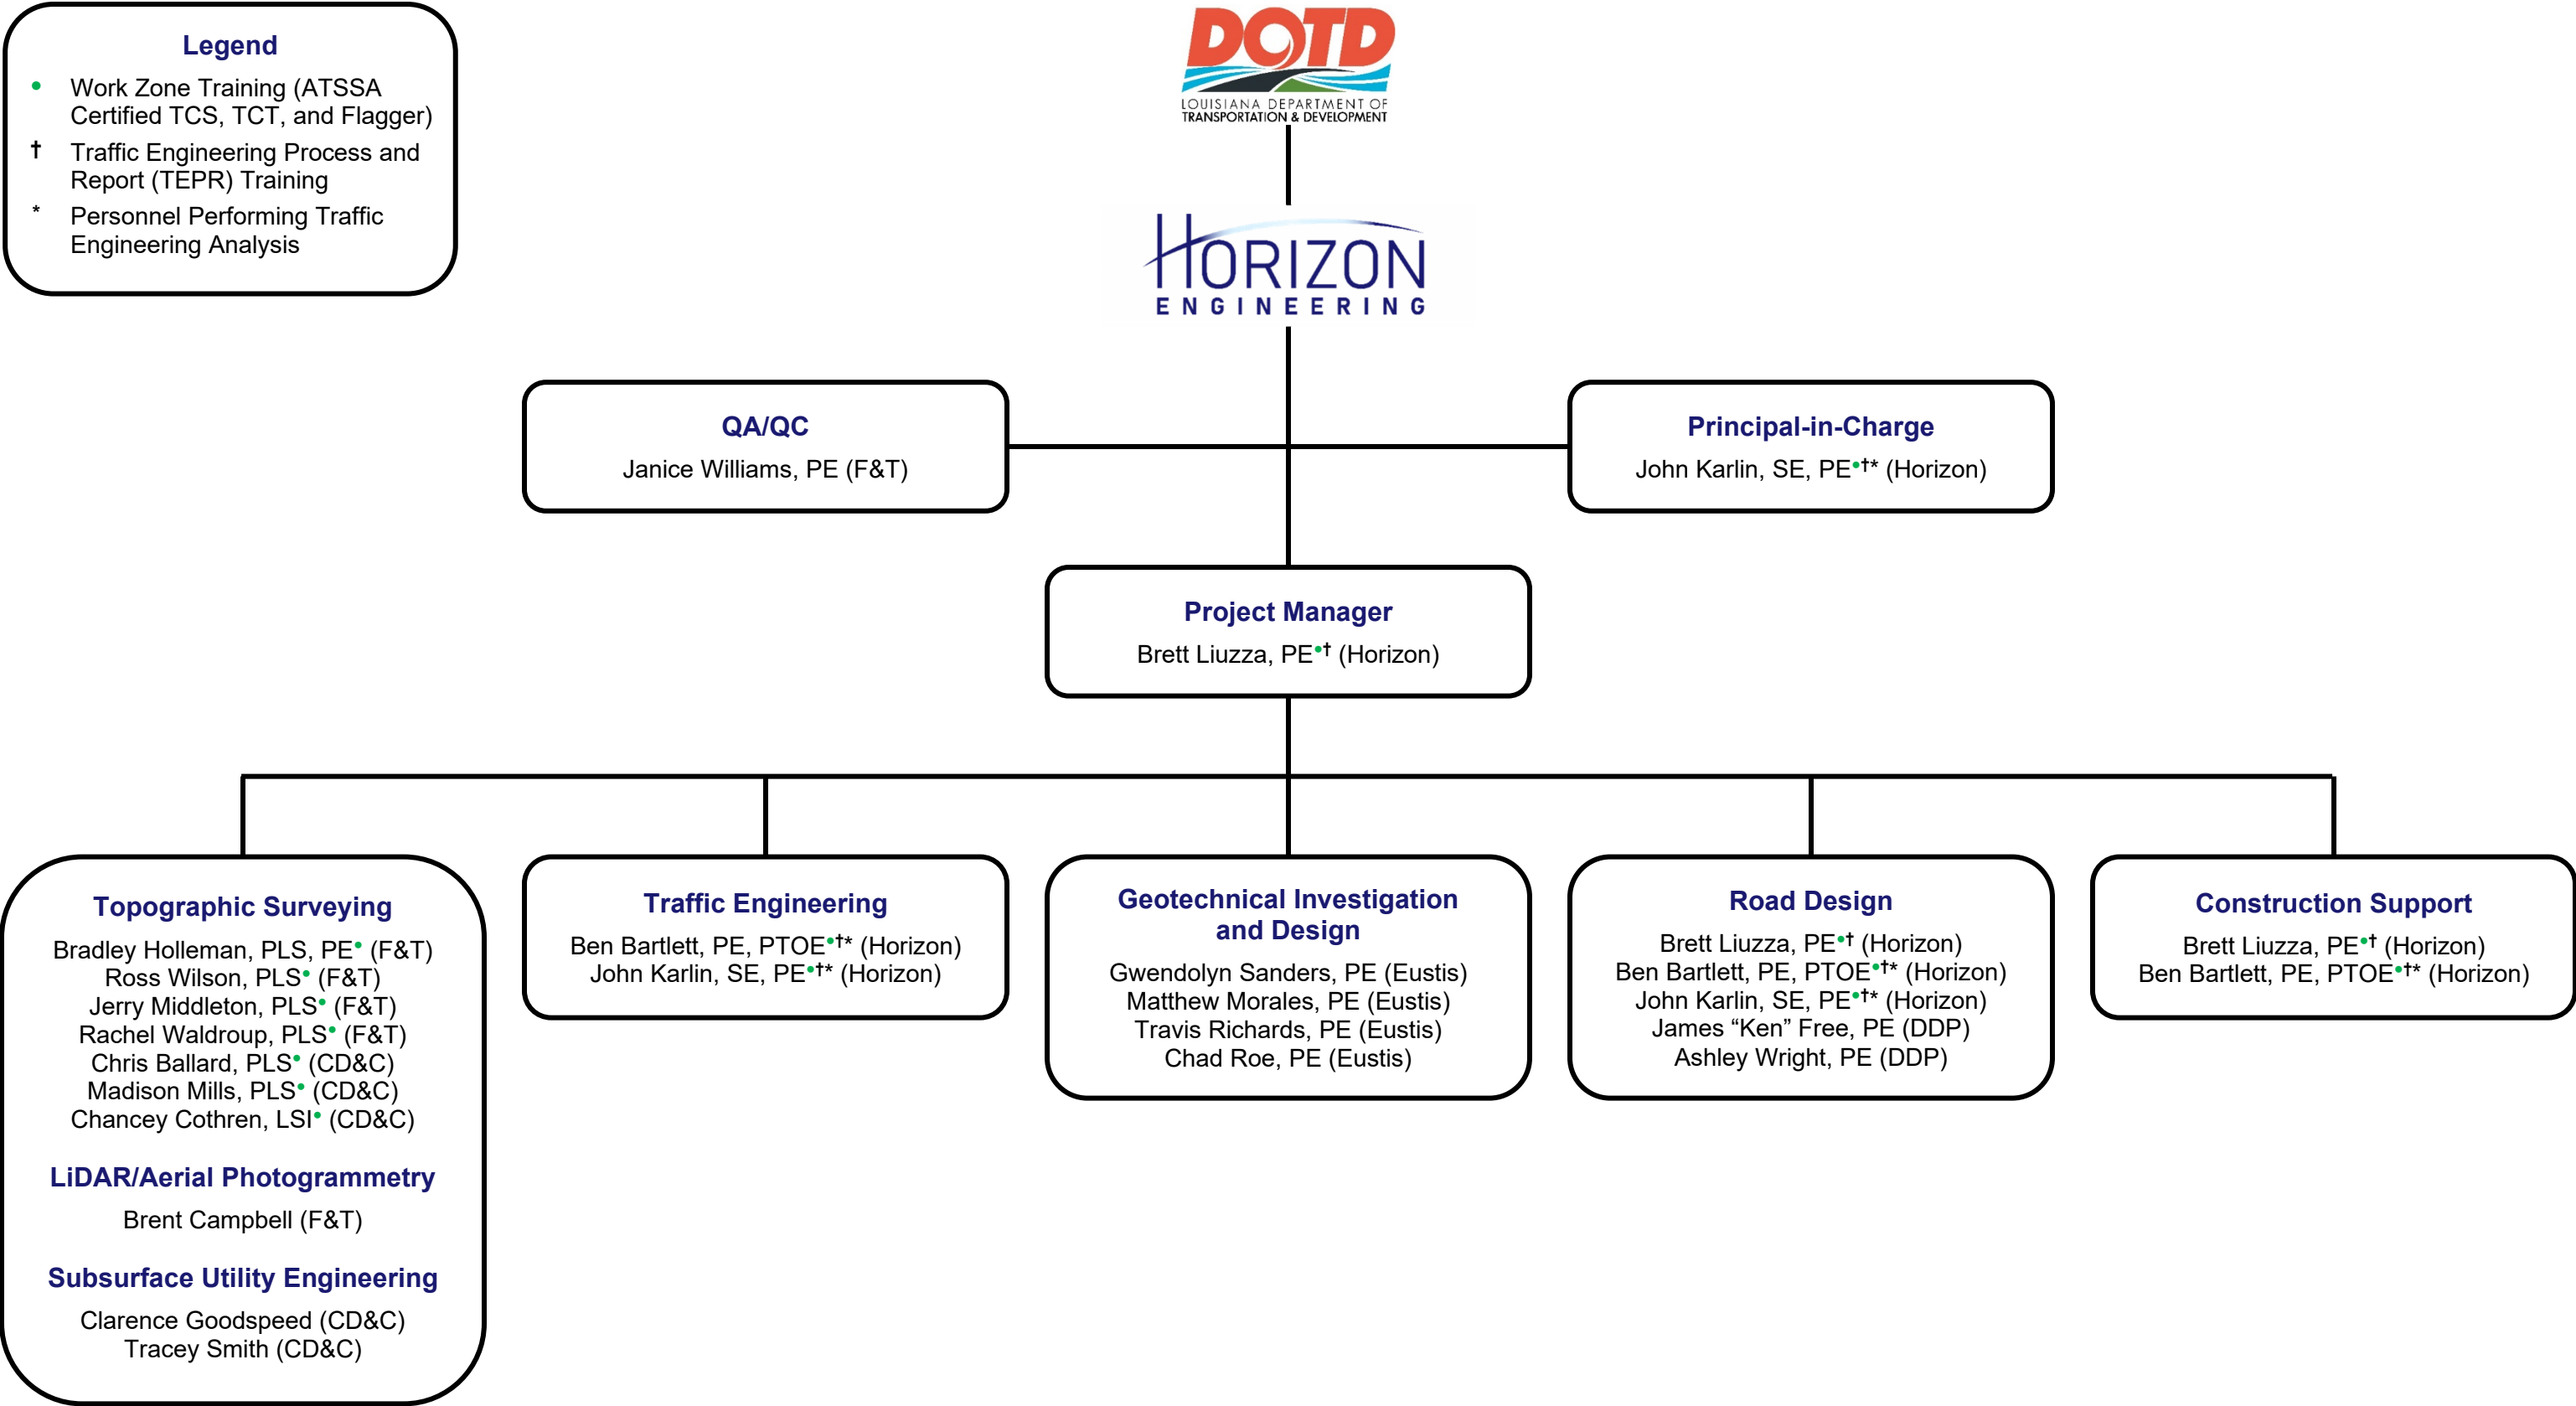 Legend
• Work Zone Training (ATSSA
Certified TCS, TCT, and Flagger)
† Traffic Engineering Process and
Report (TEPR) Training
* Personnel Performing Traffic
Engineering Analysis
DOTD
LOUISIANA DEPARTMENT OF
TRANSPORTATION & DEVELOPMENT
HORIZON
ENGINEERING
QA/QC
Janice Williams, PE (F&T)
Principal-in-Charge
John Karlin, SE, PE•†* (Horizon)
Project Manager
Brett Liuzza, PE•† (Horizon)
Topographic Surveying
Bradley Holleman, PLS, PE• (F&T)
Ross Wilson, PLS• (F&T)
Jerry Middleton, PLS• (F&T)
Rachel Waldroup, PLS• (F&T)
Chris Ballard, PLS• (CD&C)
Madison Mills, PLS• (CD&C)
Chancey Cothren, LSI• (CD&C)
LiDAR/Aerial Photogrammetry
Brent Campbell (F&T)
Subsurface Utility Engineering
Clarence Goodspeed (CD&C)
Tracey Smith (CD&C)
Traffic Engineering
Ben Bartlett, PE, PTOE•†* (Horizon)
John Karlin, SE, PE•†* (Horizon)
Geotechnical Investigation
and Design
Gwendolyn Sanders, PE (Eustis)
Matthew Morales, PE (Eustis)
Travis Richards, PE (Eustis)
Chad Roe, PE (Eustis)
Road Design
Brett Liuzza, PE•† (Horizon)
Ben Bartlett, PE, PTOE•†* (Horizon)
John Karlin, SE, PE•†* (Horizon)
James “Ken” Free, PE (DDP)
Ashley Wright, PE (DDP)
Construction Support
Brett Liuzza, PE•† (Horizon)
Ben Bartlett, PE, PTOE•†* (Horizon)